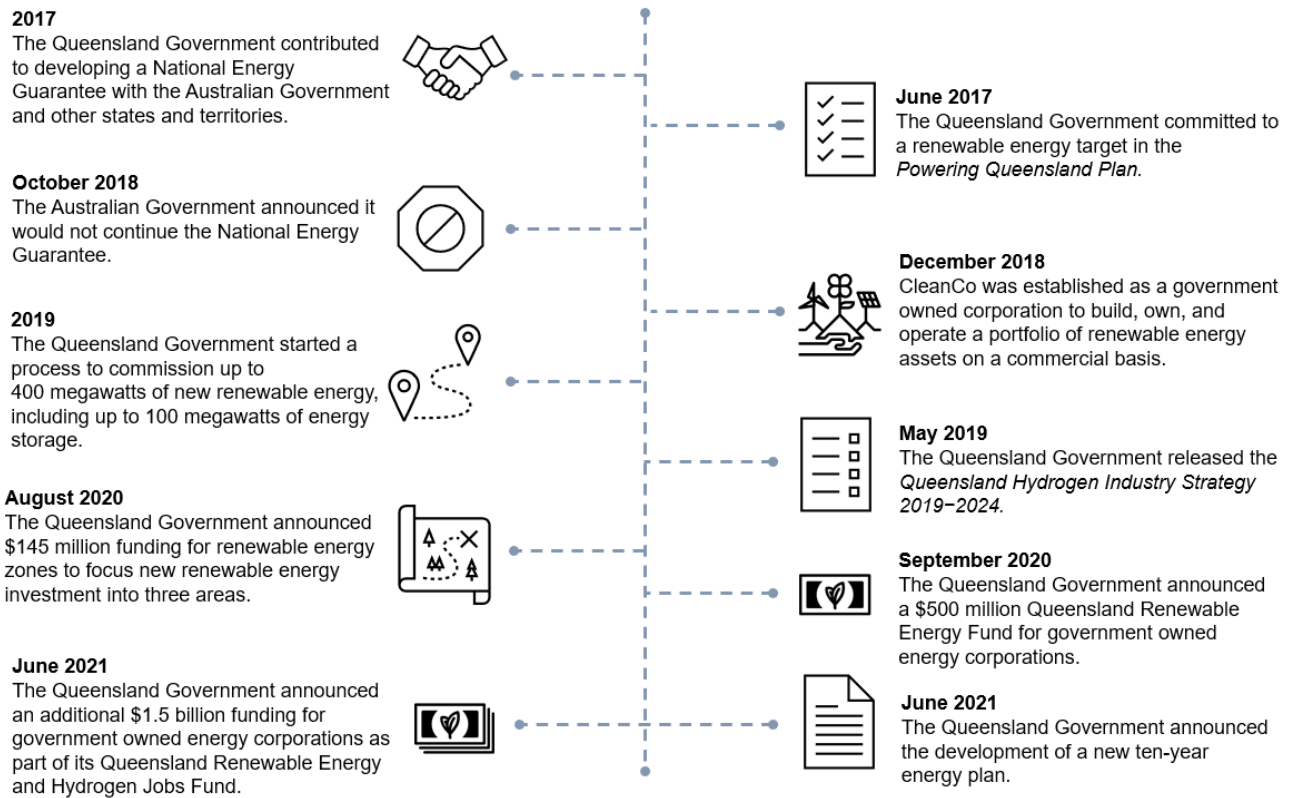 2017
The Queensland Government contributed
to developing a National Energy
Guarantee with the Australian Government
and other states and territories.
June 2017
The Queensland Government committed to
a renewable energy target in the
Powering Queensland Plan.
October 2018
The Australian Government announced it
would not continue the National Energy
Guarantee.
December 2018
CleanCo was established as a government
owned corporation to build, own, and
operate a portfolio of renewable energy
assets on a commercial basis.
2019
The Queensland Government started a
process to commission up to
400 megawatts of new renewable energy,
including up to 100 megawatts of energy
storage.
May 2019
The Queensland Government released the
Queensland Hydrogen Industry Strategy
2019−2024.
August 2020
The Queensland Government announced
$145 million funding for renewable energy
zones to focus new renewable energy
investment into three areas.
September 2020
The Queensland Government announced
a $500 million Queensland Renewable
Energy Fund for government owned
energy corporations.
June 2021
The Queensland Government announced
an additional $1.5 billion funding for
government owned energy corporations as
part of its Queensland Renewable Energy
and Hydrogen Jobs Fund.
June 2021
The Queensland Government announced
the development of a new ten-year
energy plan.